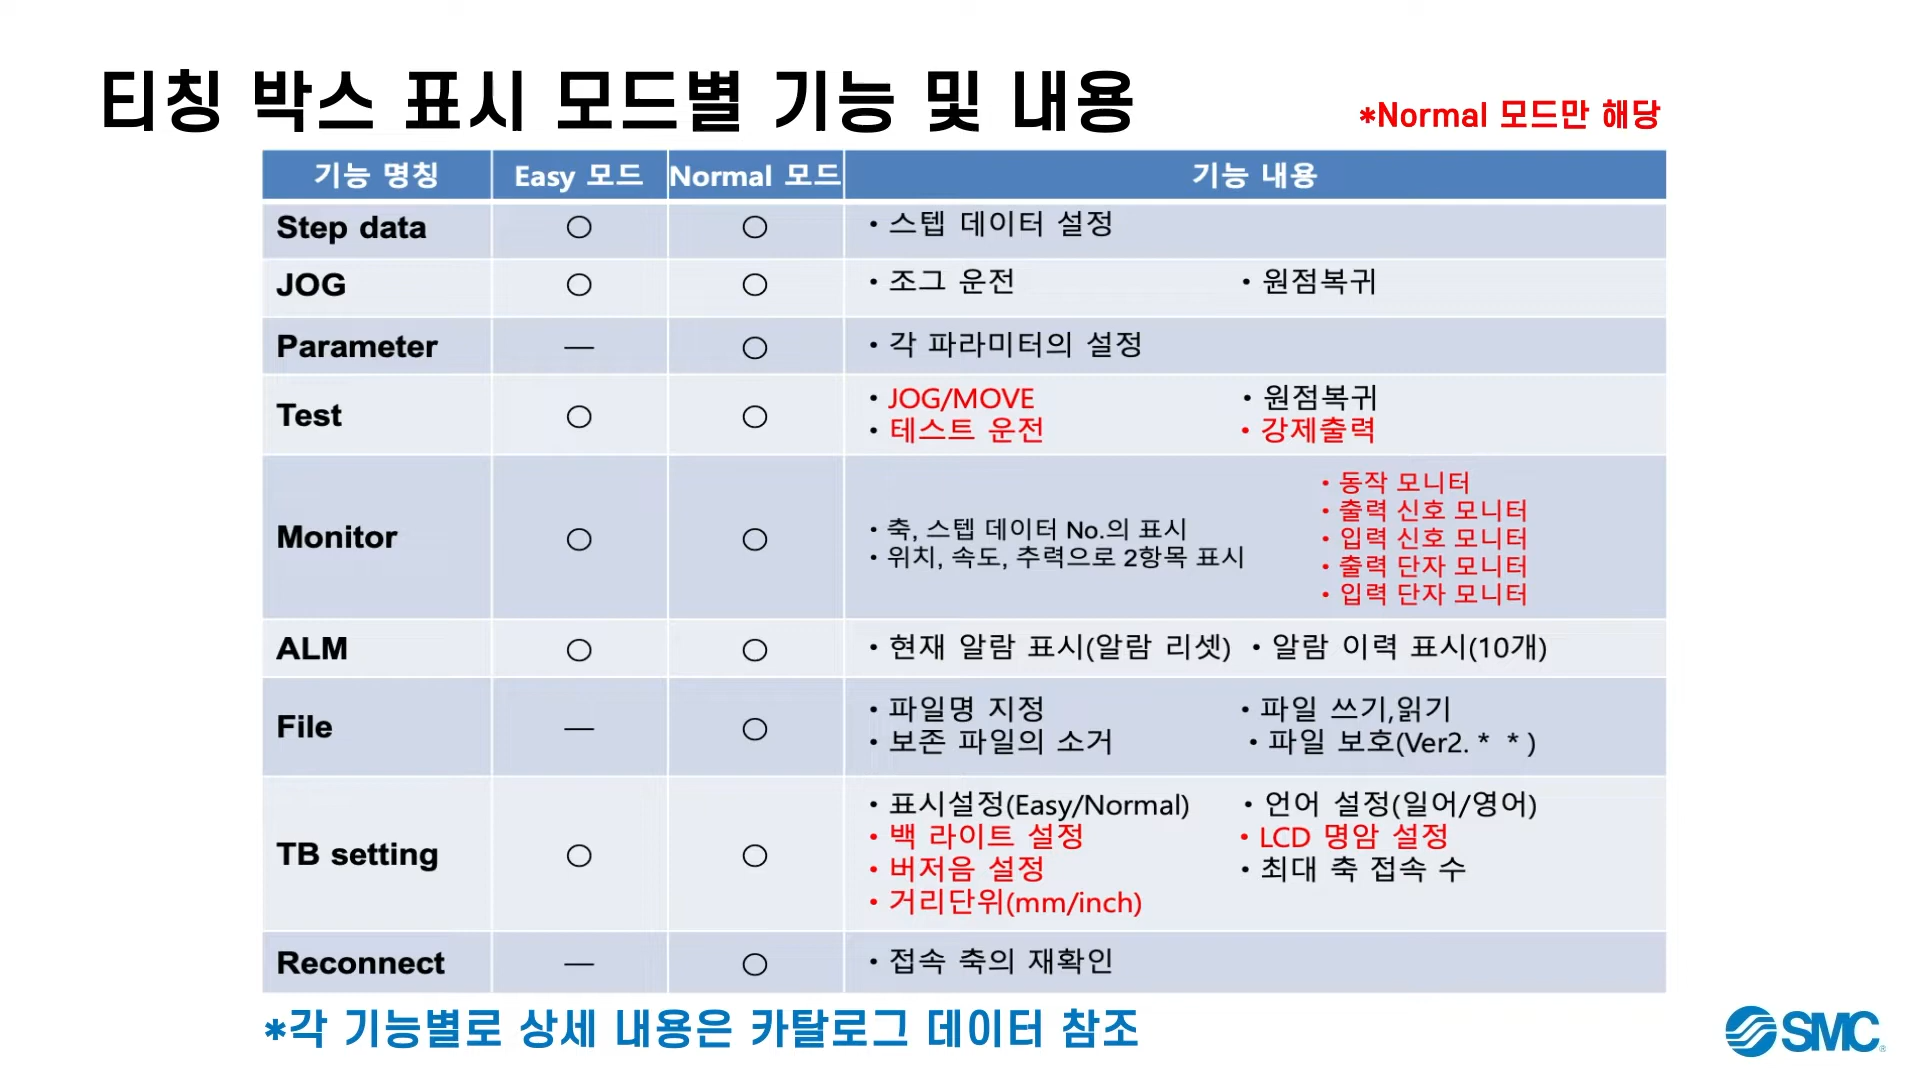 티칭 박스 표시 모드별 기능 및 내용
*Normal 모드만 해당
기능 명칭 Easy 모드 Normal 모드 기능 내용
Step data ○ ○ • 스텝 데이터 설정
JOG ○ ○ • 조그 운전 • 원점복귀
Parameter — ○ • 각 파라미터의 설정
Test ○ ○ • JOG/MOVE • 원점복귀
• 테스트 운전 • 강제출력
Monitor ○ ○ • 축, 스텝 데이터 No.의 표시
• 위치, 속도, 추력으로 2항목 표시
• 동작 모니터
• 출력 신호 모니터
• 입력 신호 모니터
• 출력 단자 모니터
• 입력 단자 모니터
ALM ○ ○ • 현재 알람 표시(알람 리셋) • 알람 이력 표시(10개)
File — ○ • 파일명 지정 • 파일 쓰기,읽기
• 보존 파일의 소거 • 파일 보호(Ver2. * * )
TB setting ○ ○ • 표시설정(Easy/Normal) • 언어 설정(일어/영어)
• 백 라이트 설정 • LCD 명암 설정
• 버저음 설정 • 최대 축 접속 수
• 거리단위(mm/inch)
Reconnect — ○ • 접속 축의 재확인
*각 기능별로 상세 내용은 카탈로그 데이터 참조
SMC®